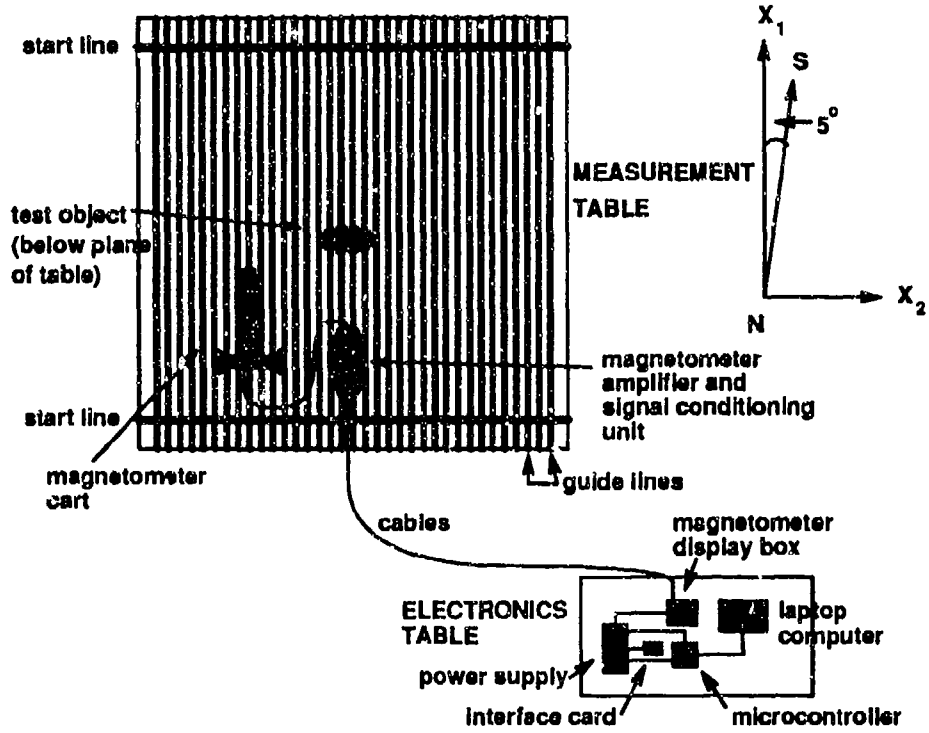 start line
X1
S
5°
MEASUREMENT
TABLE
test object
(below plane
of table)
X2
N
magnetometer
amplifier and
signal conditioning
unit
start line
magnetometer
cart
guide lines
cables
magnetometer
display box
ELECTRONICS
TABLE
laptop
computer
power supply
interface card
microcontroller